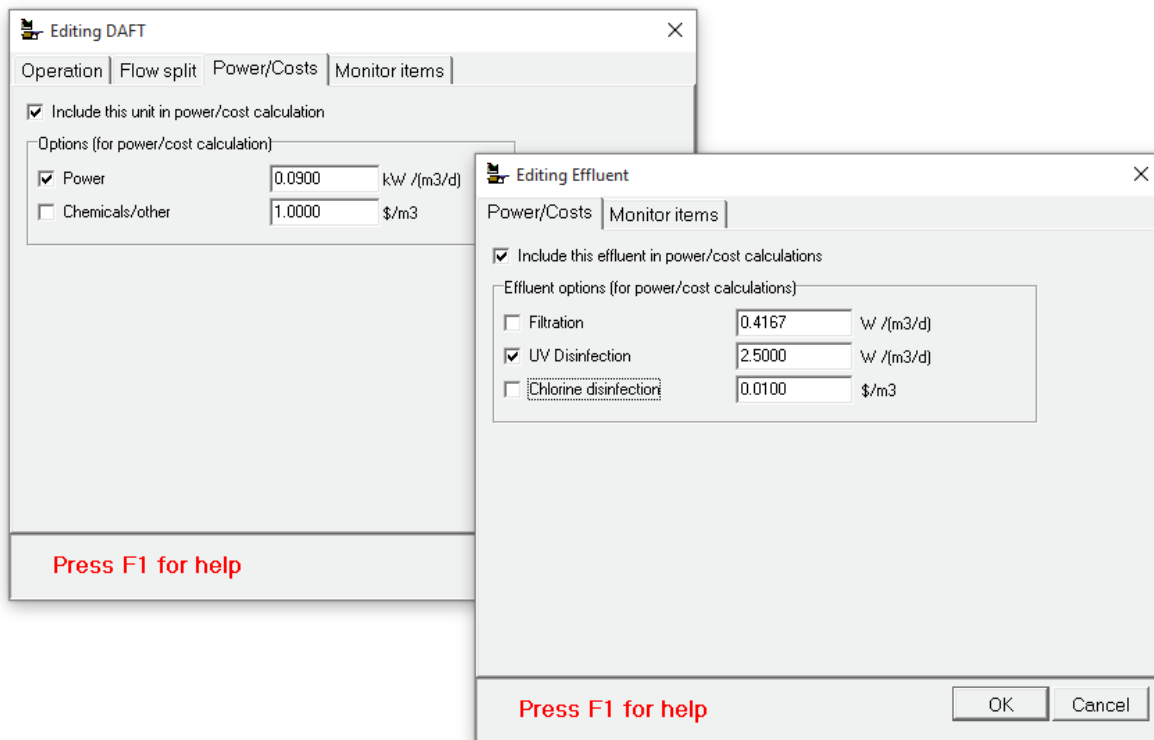 Editing DAFT
Operation Flow split Power/Costs Monitor items
Include this unit in power/cost calculation
Options (for power/cost calculation)
Power 0.0900 kW /(m3/d)
Chemicals/other 1.0000 $/m3
Press F1 for help
Editing Effluent
Power/Costs Monitor items
Include this effluent in power/cost calculations
Effluent options (for power/cost calculations)
Filtration 0.4167 W /(m3/d)
UV Disinfection 2.5000 W /(m3/d)
Chlorine disinfection 0.0100 $/m3
Press F1 for help
OK Cancel